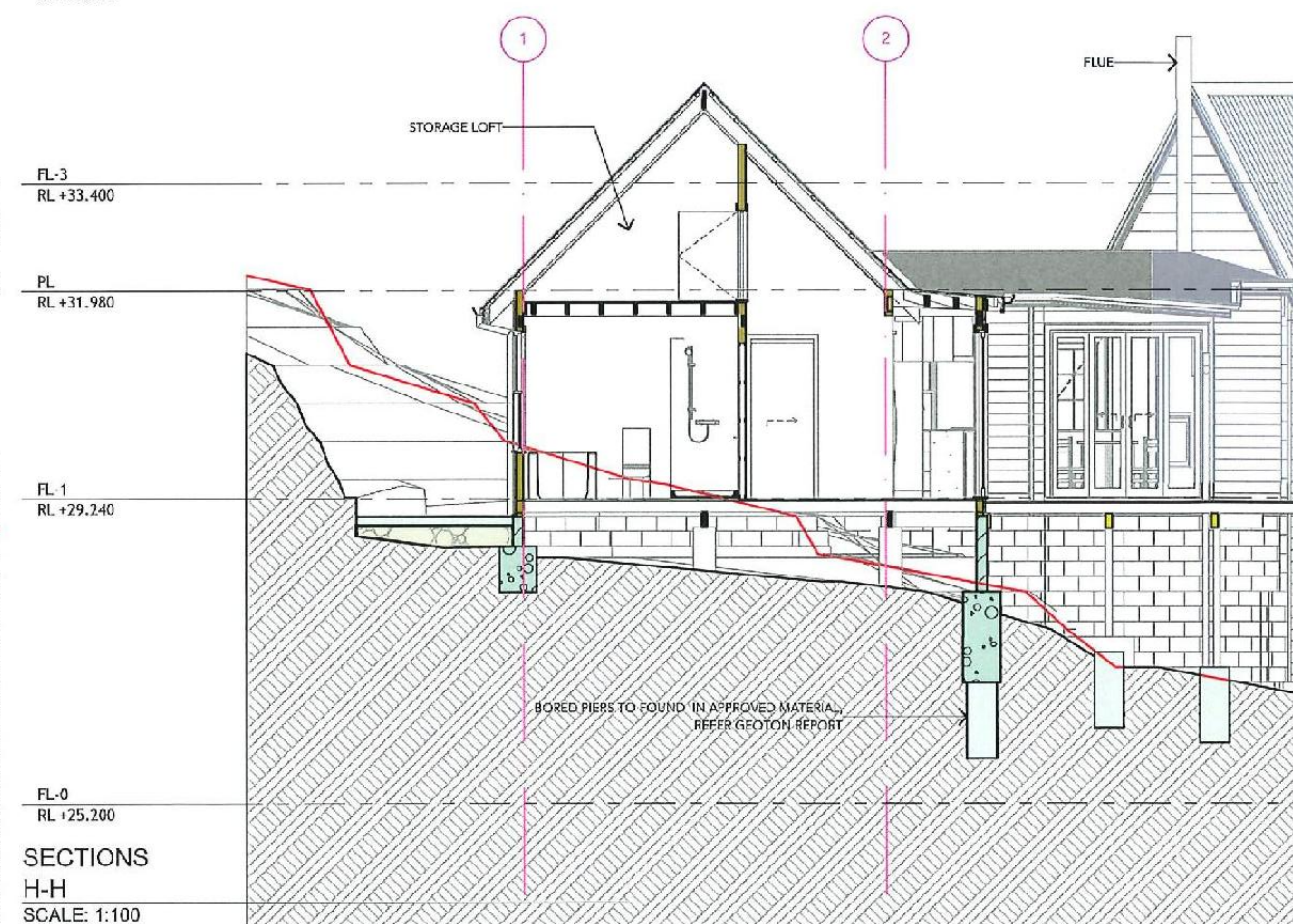 1
2
FLUE
STORAGE LOFT
FL-3
RL +33.400
PL
RL +31.980
FL-1
RL +29.240
BORED PIERS TO FOUND IN APPROVED MATERIAL,
REFER GEOTON REPORT
FL-0
RL +25.200
SECTIONS
H-H
SCALE: 1:100